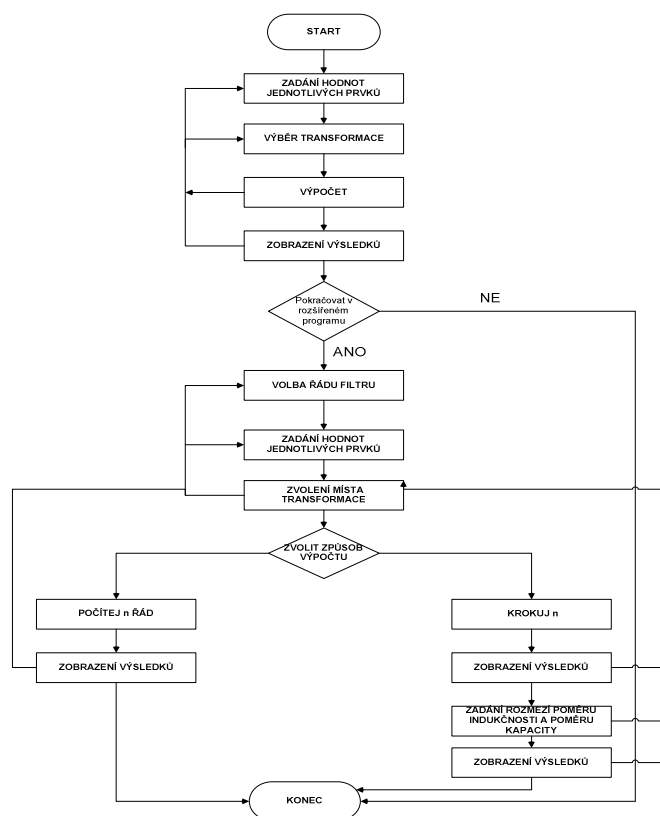 START
ZADÁNÍ HODNOT
JEDNOTLIVÝCH PRVKŮ
VÝBĚR TRANSFORMACE
VÝPOČET
ZOBRAZENÍ VÝSLEDKŮ
Pokračovat v
rozšířeném
programu
NE
ANO
VOLBA ŘÁDU FILTRU
ZADÁNÍ HODNOT
JEDNOTLIVÝCH PRVKŮ
ZVOLENÍ MÍSTA
TRANSFORMACE
ZVOLIT ZPŮSOB
VÝPOČTU
POČÍTEJ n ŘÁD
KROKUJ n
ZOBRAZENÍ VÝSLEDKŮ
ZOBRAZENÍ VÝSLEDKŮ
ZADÁNÍ ROZMEZÍ POMĚRU
INDUKČNOSTI A POMĚRU
KAPACITY
ZOBRAZENÍ VÝSLEDKŮ
KONEC